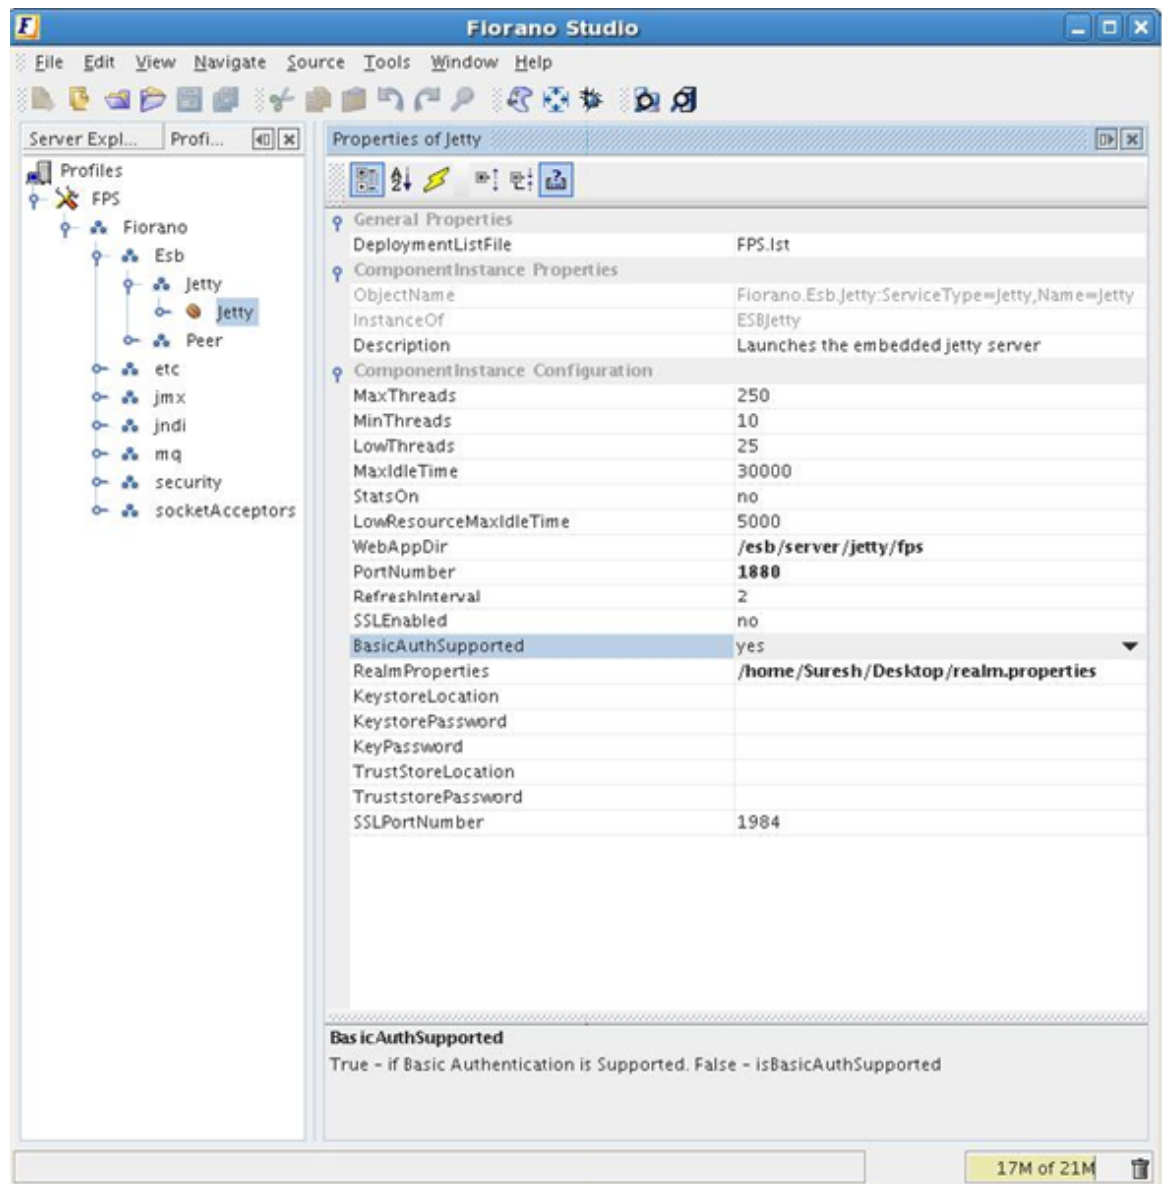 Fiorano Studio
File Edit View Navigate Source Tools Window Help
Server Expl... Profi...
Profiles
FPS
Fiorano
Esb
Jetty
Jetty
Peer
etc
jmx
jndi
mq
security
socketAcceptors
Properties of Jetty
General Properties
DeploymentListFile FPS.lst
ComponentInstance Properties
ObjectName Fiorano.Esb.Jetty:ServiceType=Jetty,Name=Jetty
InstanceOf ESBJetty
Description Launches the embedded jetty server
ComponentInstance Configuration
MaxThreads 250
MinThreads 10
LowThreads 25
MaxIdleTime 30000
StatsOn no
LowResourceMaxIdleTime 5000
WebAppDir /esb/server/jetty/fps
PortNumber 1880
RefreshInterval 2
SSLEnabled no
BasicAuthSupported yes
RealmProperties /home/Suresh/Desktop/realm.properties
KeystoreLocation
KeystorePassword
KeyPassword
TrustStoreLocation
TruststorePassword
SSLPortNumber 1984
BasicAuthSupported
True - if Basic Authentication is Supported. False - isBasicAuthSupported
17M of 21M